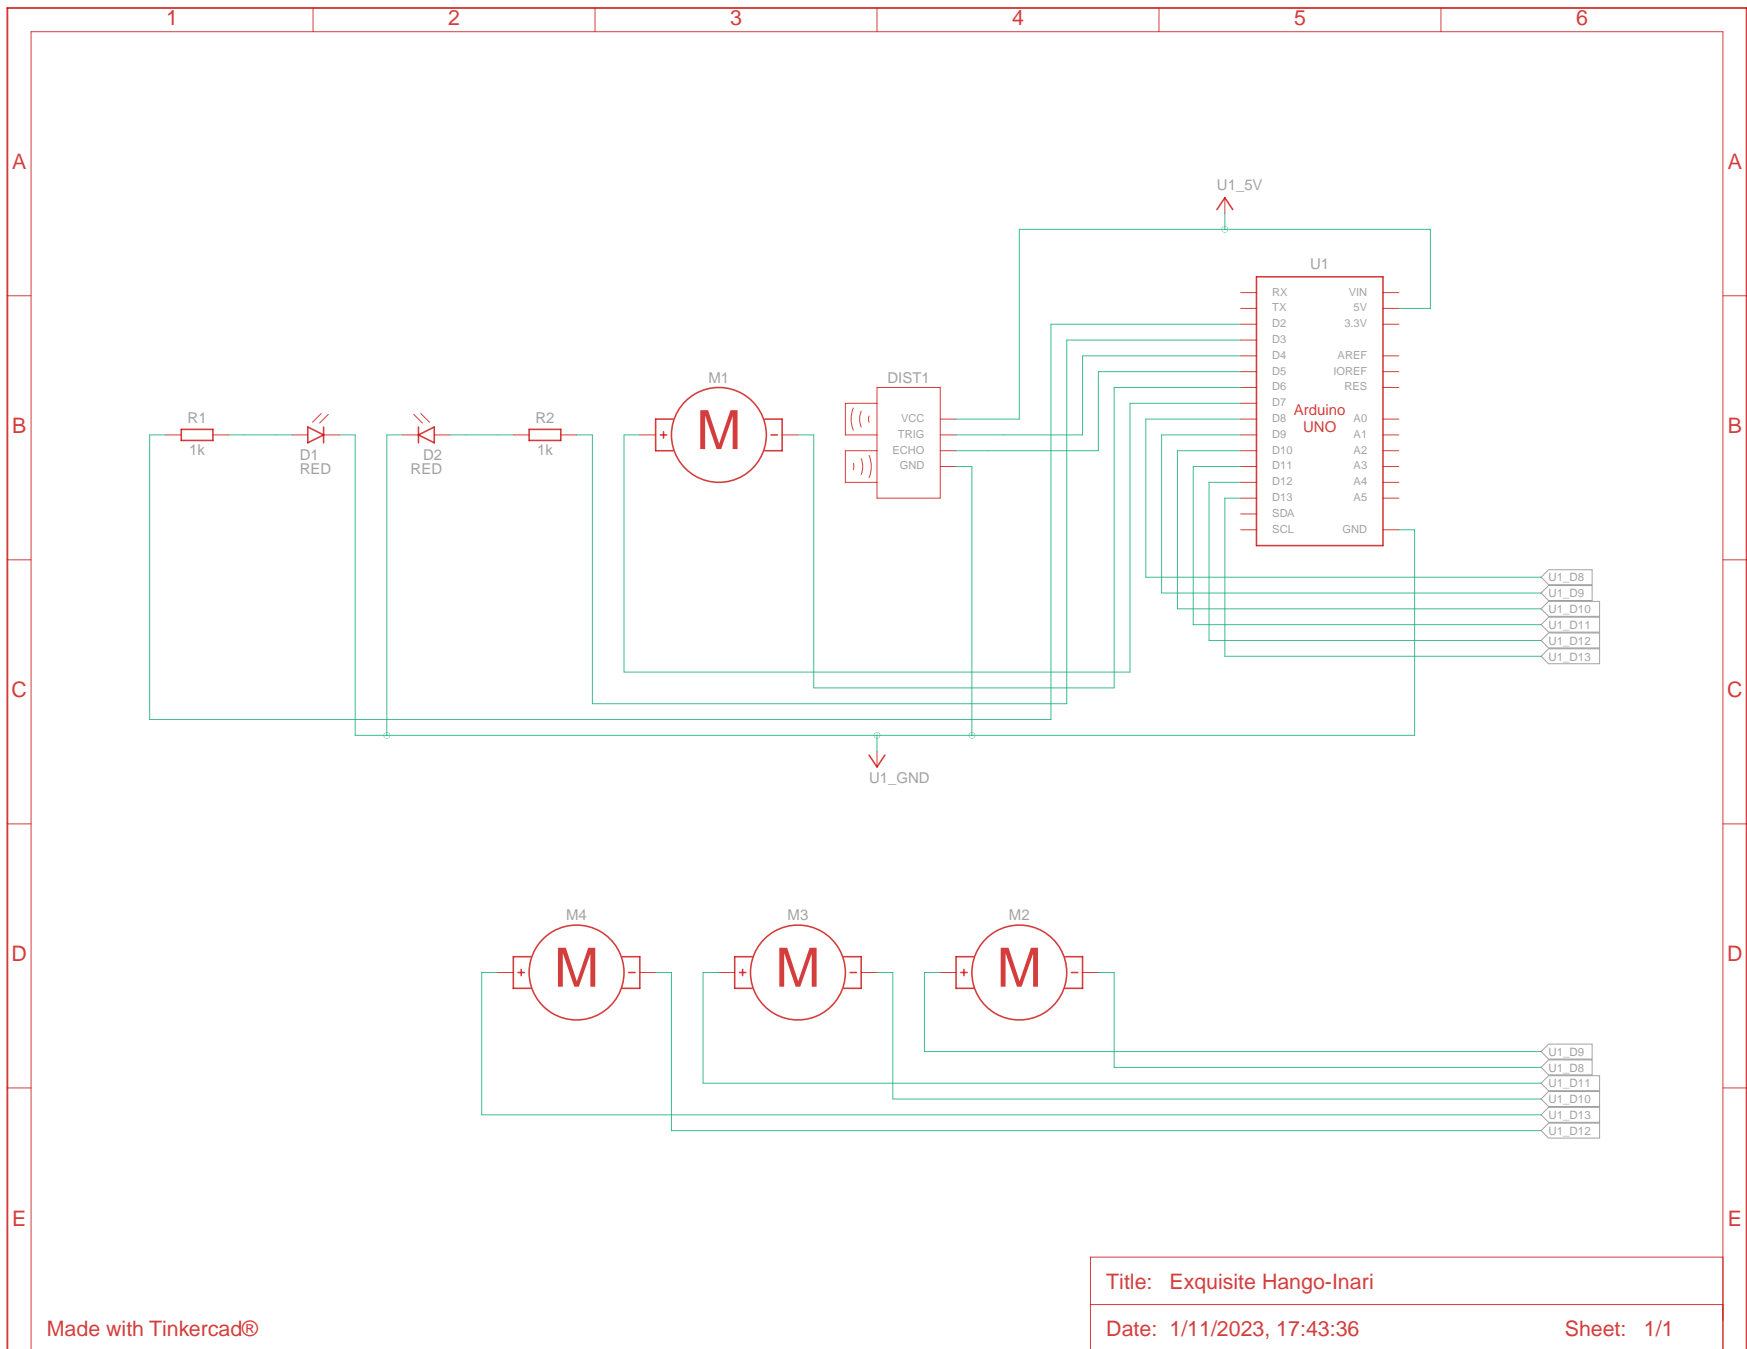 1 2 3 4 5 6
A A
U1_5V
U1
RX VIN
TX 5V
D2 3.3V
D3
D4 AREF
D5 IOREF
D6 RES
D7
D8 A0
D9 A1
D10 A2
D11 A3
D12 A4
D13 A5
SDA
SCL GND
Arduino
UNO
M1
M
+ -
DIST1
VCC
TRIG
ECHO
GND
B B
R1
1k
D1
RED
D2
RED
R2
1k
U1_D8
U1_D9
U1_D10
U1_D11
U1_D12
U1_D13
C C
U1_GND
M4 M3 M2
D D
M M M
+ - + - + -
U1_D9
U1_D8
U1_D11
U1_D10
U1_D13
U1_D12
E E
Title: Exquisite Hango-Inari
Made with Tinkercad®
Date: 1/11/2023, 17:43:36 Sheet: 1/1